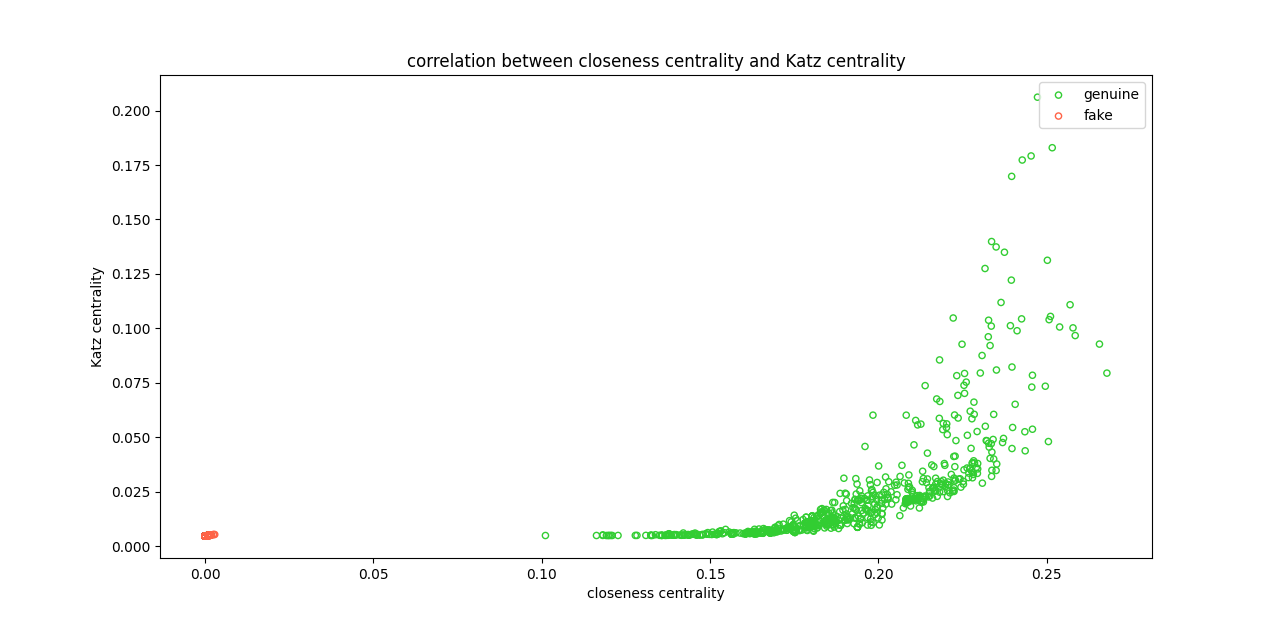 correlation between closeness centrality and Katz centrality
genuine
fake
Katz centrality
0.200
0.175
0.150
0.125
0.100
0.075
0.050
0.025
0.000
0.00 0.05 0.10 0.15 0.20 0.25
closeness centrality